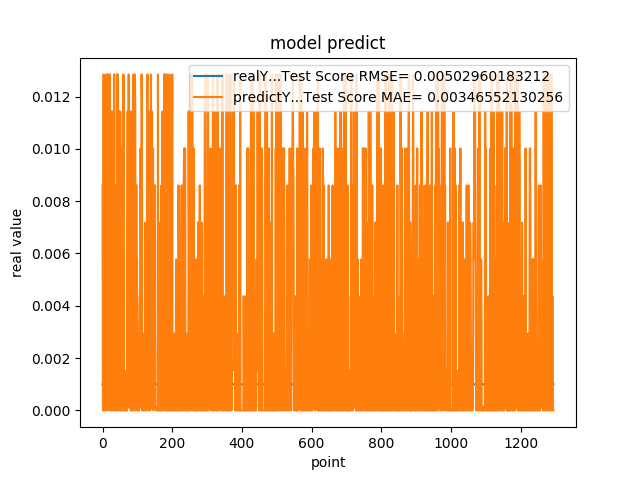 model predict
realY...Test Score RMSE= 0.00502960183212
predictY...Test Score MAE= 0.00346552130256
0.012
0.010
0.008
0.006
0.004
0.002
0.000
real value
0 200 400 600 800 1000 1200
point